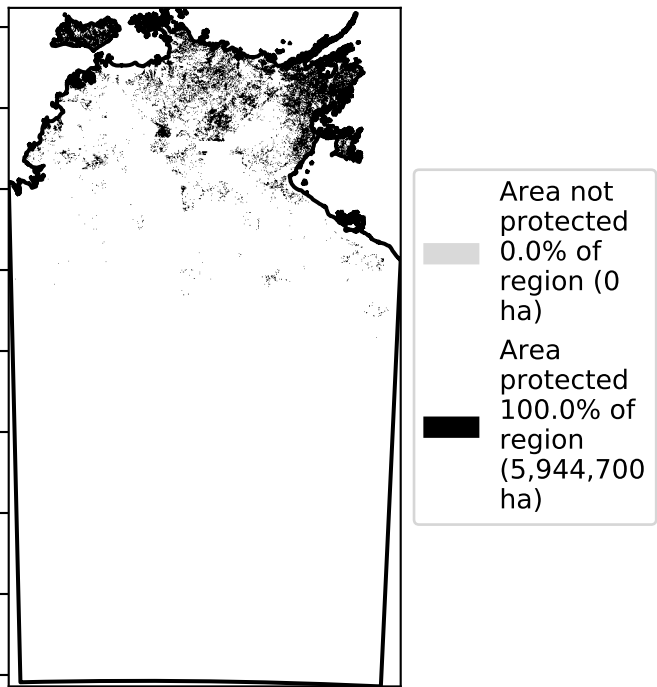 Area not
protected
0.0% of
region (0
ha)
Area
protected
100.0% of
region
(5,944,700
ha)